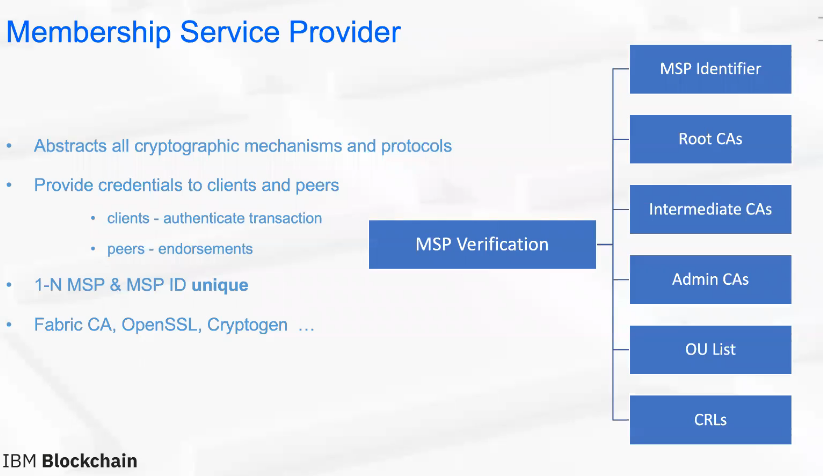 Membership Service Provider
• Abstracts all cryptographic mechanisms and protocols
• Provide credentials to clients and peers
• clients - authenticate transaction
• peers - endorsements
• 1-N MSP & MSP ID unique
• Fabric CA, OpenSSL, Cryptogen ...
MSP Verification
MSP Identifier
Root CAs
Intermediate CAs
Admin CAs
OU List
CRLs
IBM Blockchain